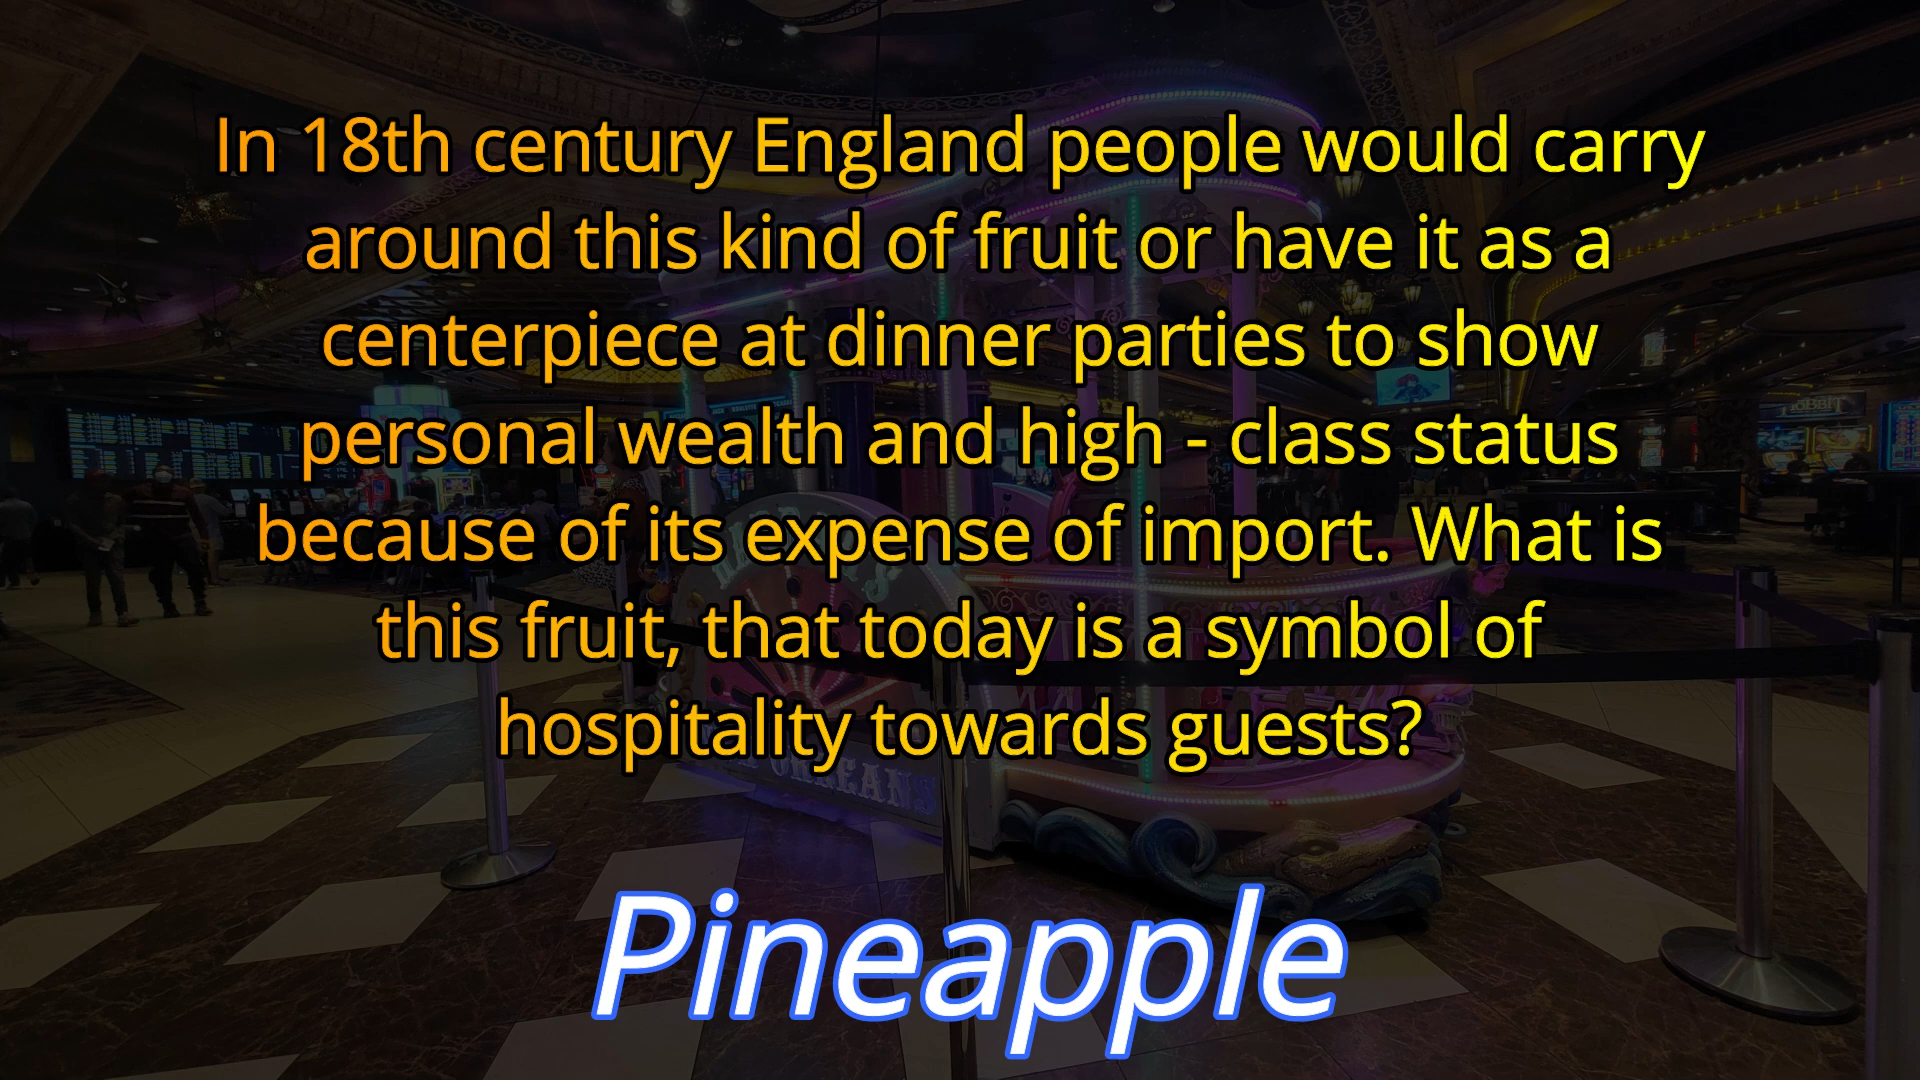 In 18th century England people would carry
around this kind of fruit or have it as a
centerpiece at dinner parties to show
personal wealth and high - class status
because of its expense of import. What is
this fruit, that today is a symbol of
hospitality towards guests?
Pineapple